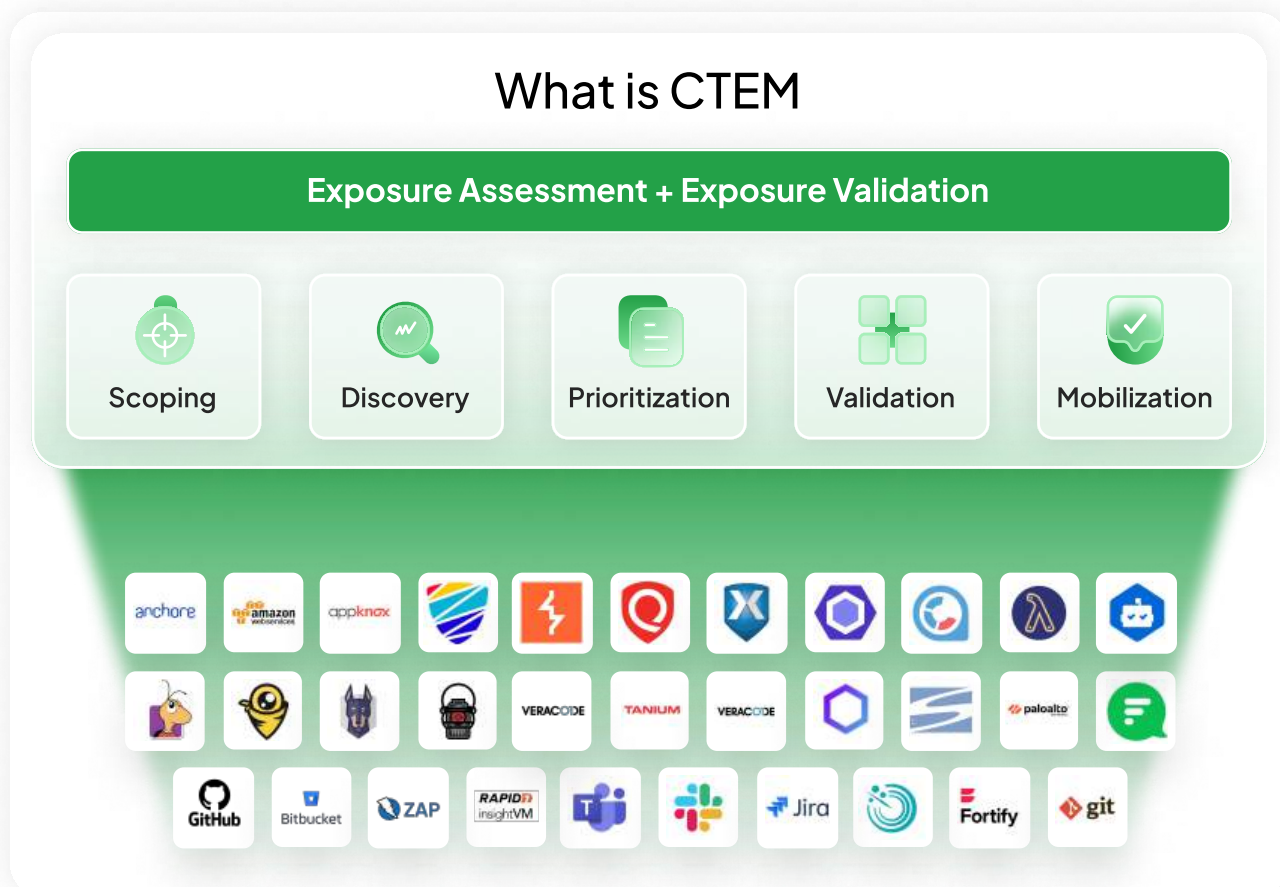 What is CTEM
Exposure Assessment + Exposure Validation
Scoping
Discovery
Prioritization
Validation
Mobilization
anchore
amazon
webservices
appknox
VERACODE
TANIUM
VERACODE
paloalto
GitHub
Bitbucket
ZAP
RAPID7
insightVM
T
Jira
Fortify
git